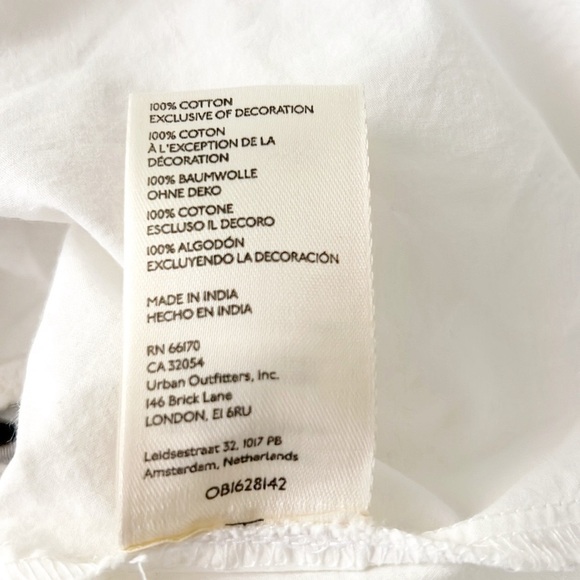 100% COTTON
EXCLUSIVE OF DECORATION
100% COTON
À L'EXCEPTION DE LA
DÉCORATION
100% BAUMWOLLE
OHNE DEKO
100% COTONE
ESCLUSO IL DECORO
100% ALGODÓN
EXCLUYENDO LA DECORACIÓN
MADE IN INDIA
HECHO EN INDIA
RN 66170
CA 32054
Urban Outfitters, Inc.
146 Brick Lane
LONDON, E1 6RU
Leidsestraat 32, 1017 PB
Amsterdam, Netherlands
OB1628142